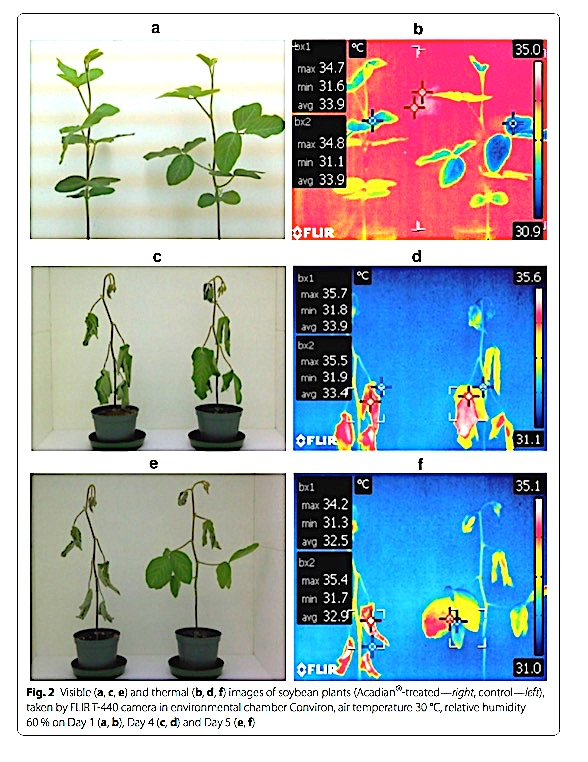 a
b
bx1
°C
35.0
max 34.7
min 31.6
avg 33.9
bx2
max 34.8
min 31.1
avg 33.9
FLIR
30.9
c
d
bx1
°C
35.6
max 35.7
min 31.8
avg 33.9
bx2
max 35.5
min 31.9
avg 33.4
FLIR
31.1
e
f
bx1
°C
35.1
max 34.2
min 31.3
avg 32.5
bx2
max 35.4
min 31.7
avg 32.9
FLIR
31.0
Fig. 2 Visible (a, c, e) and thermal (b, d, f) images of soybean plants (Acadian®-treated—right, control—left),
taken by FLIR T-440 camera in environmental chamber Conviron, air temperature 30 °C, relative humidity
60 % on Day 1 (a, b), Day 4 (c, d) and Day 5 (e, f)